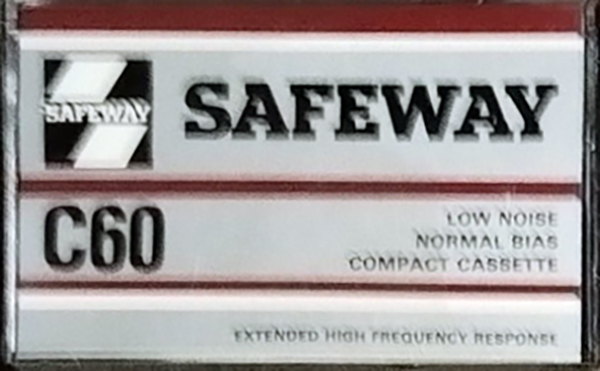 SAFEWAY
SAFEWAY
C60
LOW NOISE
NORMAL BIAS
COMPACT CASSETTE
EXTENDED HIGH FREQUENCY RESPONSE